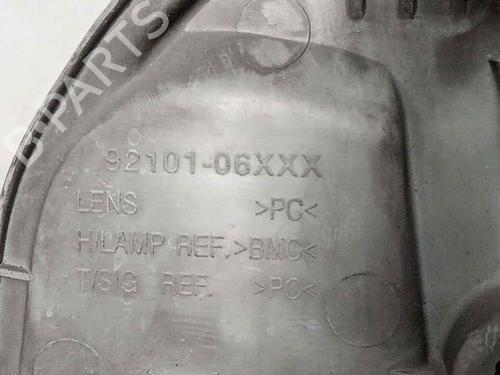 B-PARTS
92101-06XXX
LENS >PC<
H/LAMP REF.>BMC<
T/SIG REF. >PC<